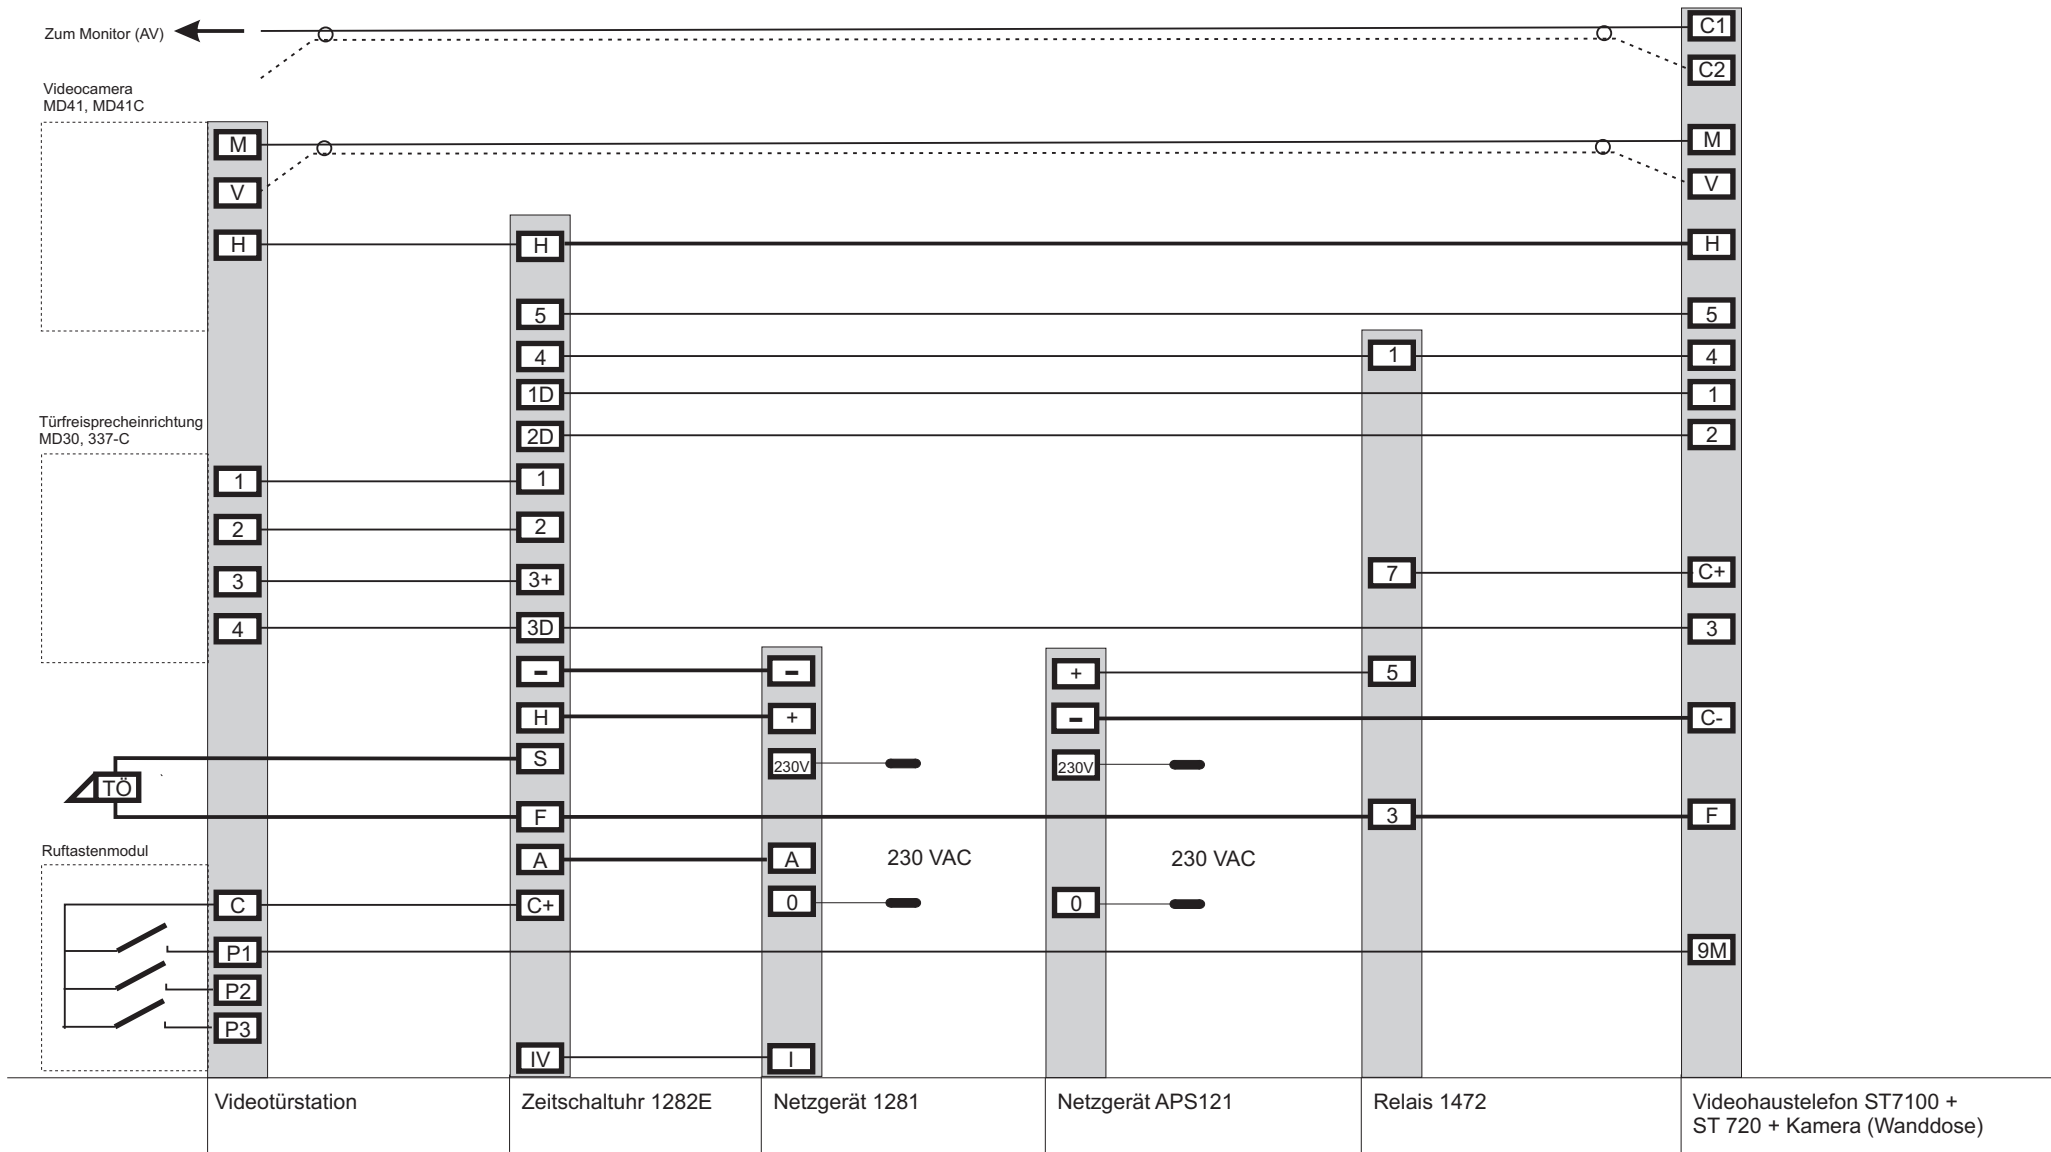 Zum Monitor (AV)
C1
C2
Videocamera
MD41, MD41C
M
M
V
V
H
H
H
5
5
4
1
4
1D
1
Türfreisprecheinrichtung
MD30, 337-C
2D
2
1
1
2
2
3
3+
7
C+
4
3D
3
-
-
+
5
H
+
-
C-
S
230V
230V
TÖ
F
3
F
Ruftastenmodul
A
A
230 VAC
230 VAC
C
C+
0
0
P1
9M
P2
P3
IV
I
Videotürstation
Zeitschaltuhr 1282E
Netzgerät 1281
Netzgerät APS121
Relais 1472
Videohaustelefon ST7100 +
ST 720 + Kamera (Wanddose)